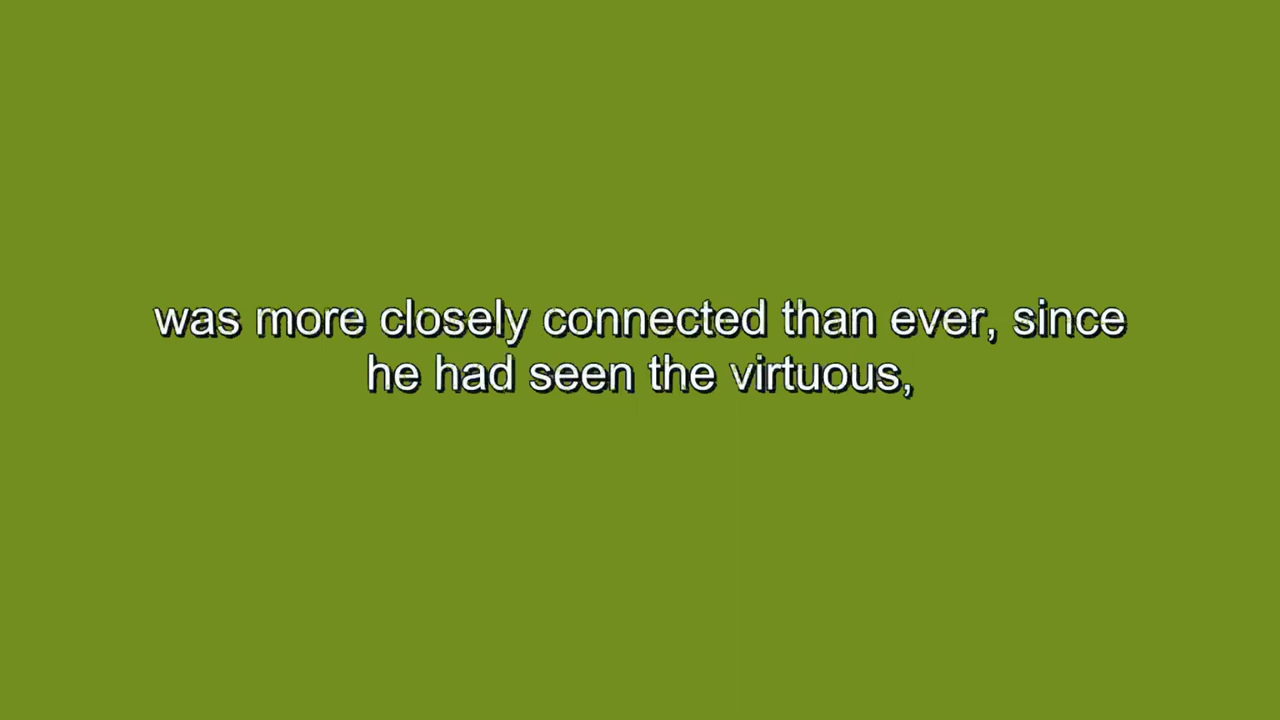 was more closely connected than ever, since
he had seen the virtuous,